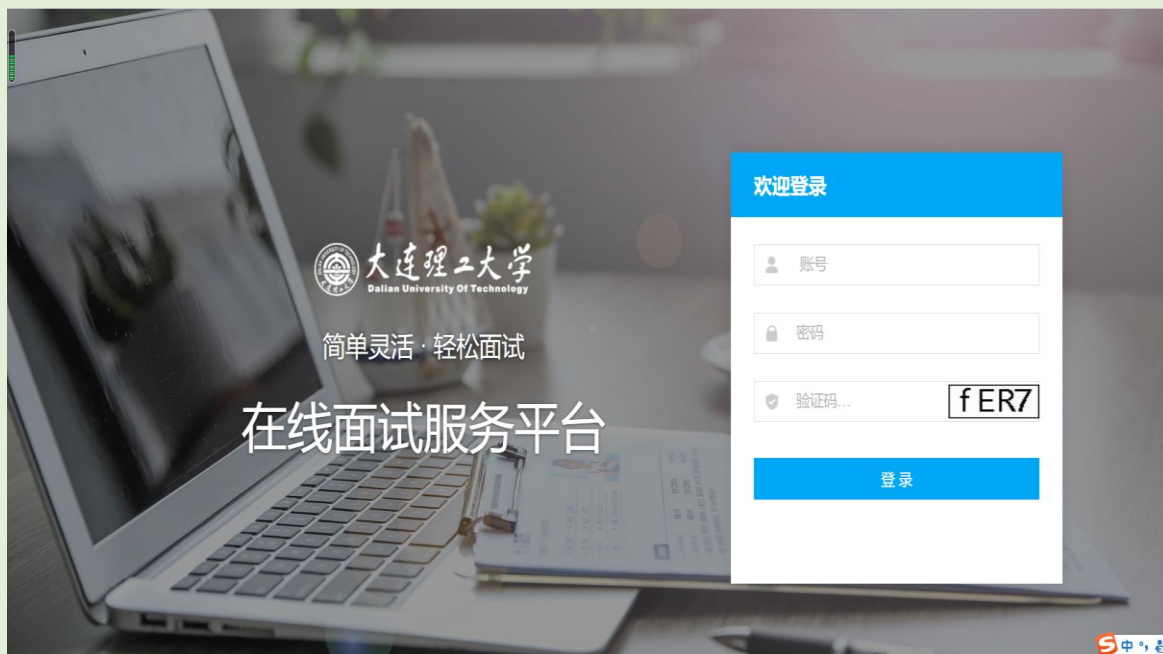 大连理工大学
Dalian University Of Technology
简单灵活·轻松面试
在线面试服务平台
欢迎登录
账号
密码
验证码...
fER7
登录
中